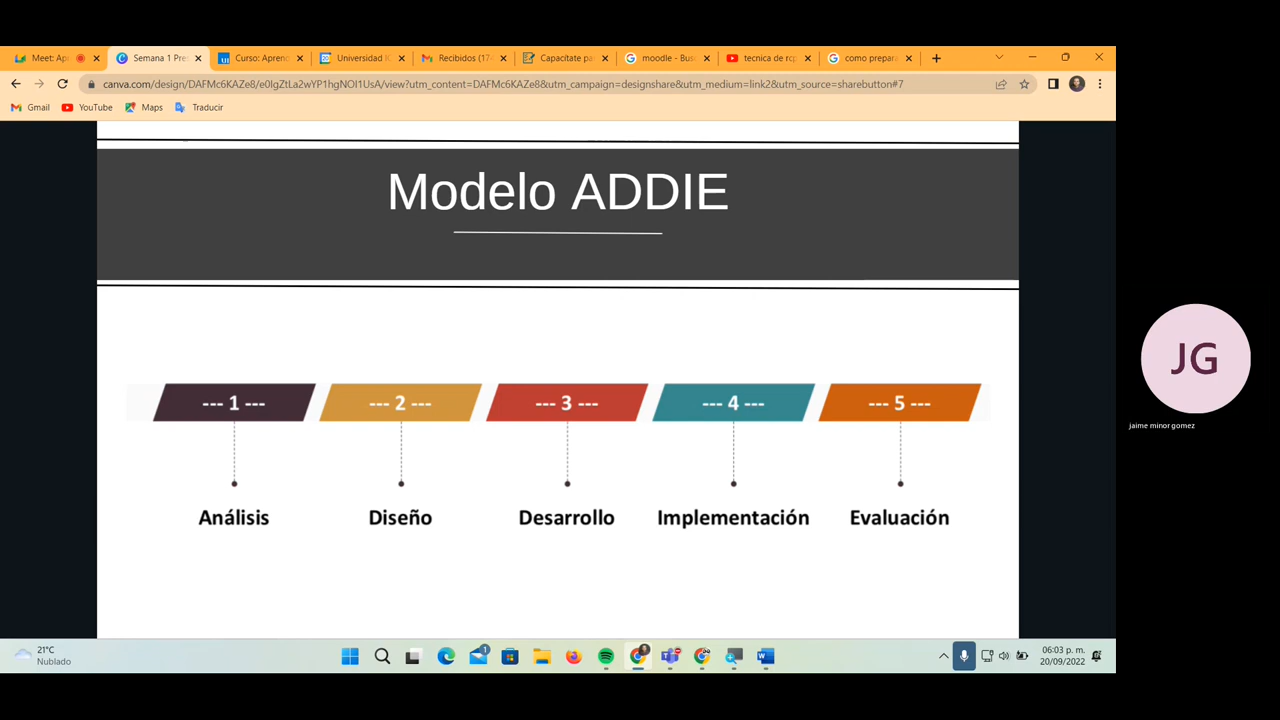 Meet: Ap
Semana 1 Pre
Curso: Apren
Universidad I
Recibidos (17
Capacitate pa
moodle - Bus
tecnica de rcp
como prepara
canva.com/design/DAFMc6KAZe8/e0IgZtLa2wYP1hgNOI1UsA/view?utm_content=DAFMc6KAZe8&utm_campaign=designshare&utm_medium=link2&utm_source=sharebutton#7
Gmail
YouTube
Maps
Traducir
Modelo ADDIE
--- 1 ---
--- 2 ---
--- 3 ---
--- 4 ---
--- 5 ---
Análisis
Diseño
Desarrollo
Implementación
Evaluación
JG
jaime minor gomez
21°C
Nublado
1
06:03 p. m.
20/09/2022